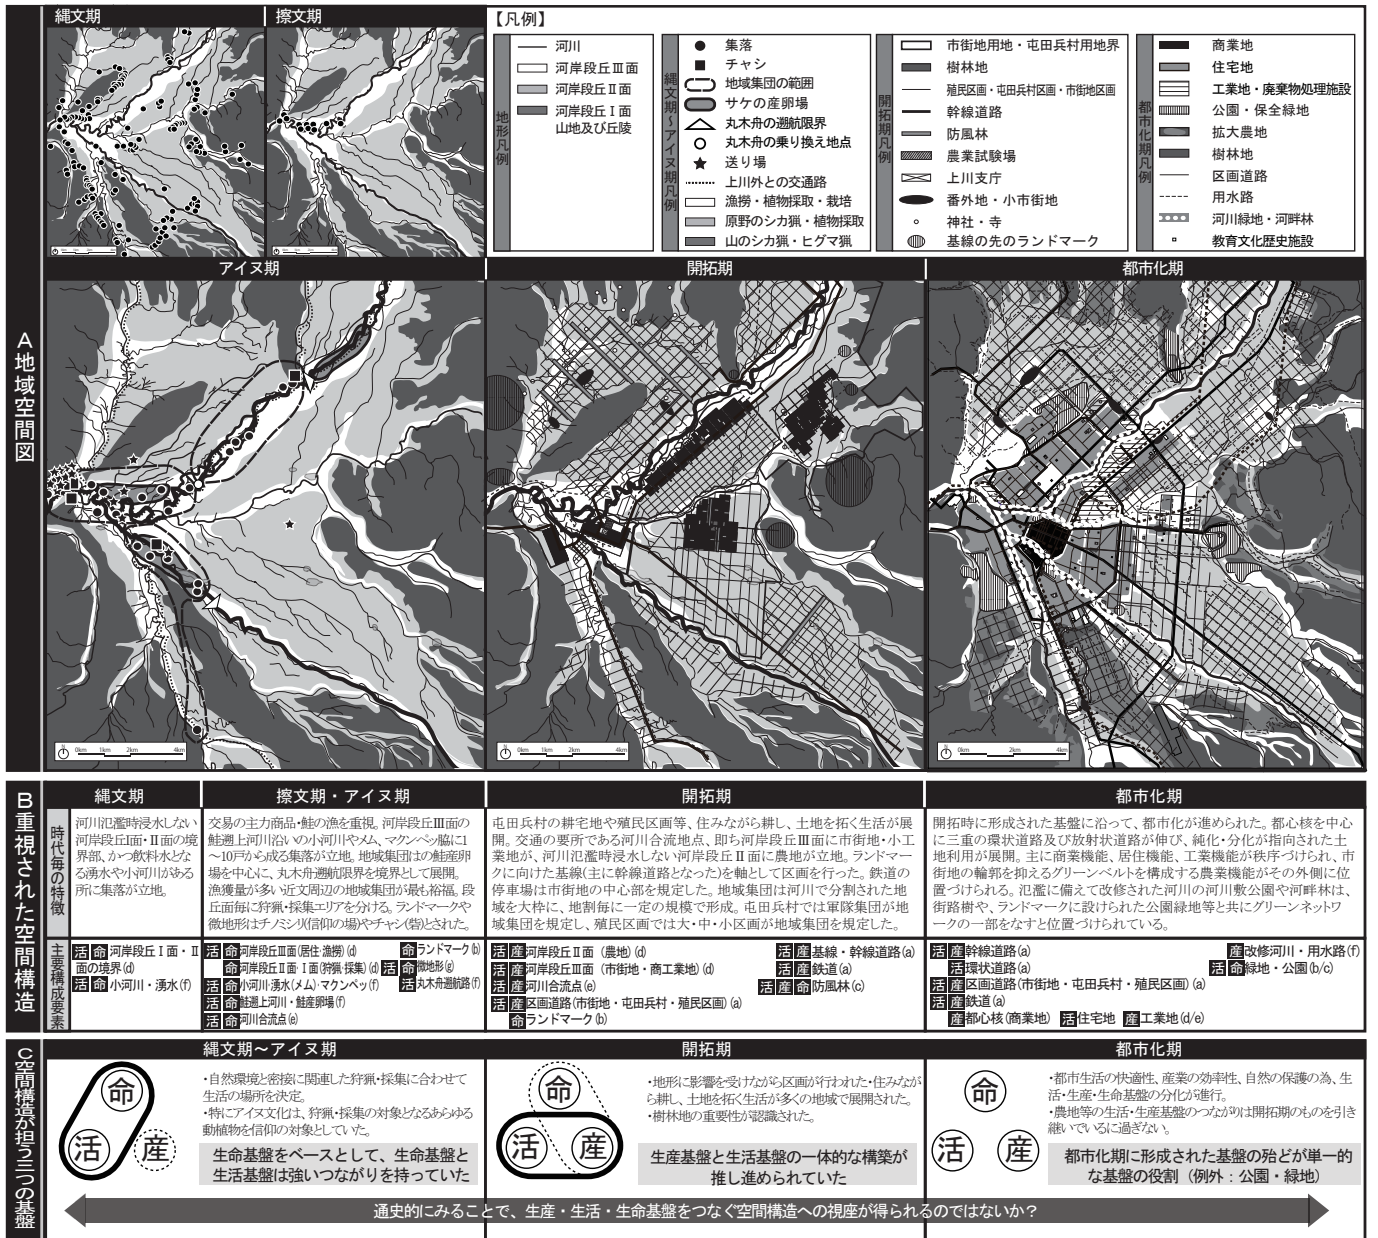 A地域空間図
縄文期
擦文期
【凡例】
地形凡例
河川
河岸段丘Ⅲ面
河岸段丘Ⅱ面
河岸段丘Ⅰ面
山地及び丘陵
縄文期〜アイヌ期凡例
集落
チャシ
地域集団の範囲
サケの産卵場
丸木舟の遡航限界
丸木舟の乗り換え地点
送り場
上川外との交通路
漁撈・植物採取・栽培
原野のシカ猟・植物採取
山のシカ猟・ヒグマ猟
開拓期凡例
市街地用地・屯田兵村用地界
樹林地
殖民区画・屯田兵村区画・市街地区画
幹線道路
防風林
農業試験場
上川支庁
番外地・小市街地
神社・寺
基線の先のランドマーク
都市化期凡例
商業地
住宅地
工業地・廃棄物処理施設
公園・保全緑地
拡大農地
樹林地
区画道路
用水路
河川緑地・河畔林
教育文化歴史施設
アイヌ期
開拓期
都市化期
0km 1km 2km 4km
0km 1km 2km 4km
0km 1km 2km 4km
B重視された空間構造
縄文期
擦文期・アイヌ期
開拓期
都市化期
時代毎の特徴
河川氾濫時浸水しない
河岸段丘Ⅰ面・Ⅱ面の境
界部、かつ飲料水とな
る湧水や小河川がある
所に集落が立地。
交易の主力商品・鮭の漁を重視。河岸段丘Ⅲ面の
鮭遡上河川沿いの小河川やメム、マクンベッ脇に1
〜10戸から成る集落が立地。地域集団はの鮭産卵
場を中心に、丸木舟遡航限界を境界として展開。
漁獲量が多い近文周辺の地域集団が最も裕福。段
丘面毎に狩猟・採集エリアを分ける。ランドマークや
微地形はチノミシリ(信仰の場)やチャシ(砦)とされた。
屯田兵村の耕宅地や殖民区画等、住みながら耕し、土地を拓く生活が展
開。交通の要所である河川合流地点、即ち河岸段丘Ⅲ面に市街地・小工
業地が、河川氾濫時浸水しない河岸段丘Ⅱ面に農地が立地。ランドマー
クに向けた基線(主に幹線道路となった)を軸として区画を行った。鉄道の
停車場は市街地の中心部を規定した。地域集団は河川で分割された地
域を大枠に、地割毎に一定の規模で形成。屯田兵村では軍隊集団が地
域集団を規定し、殖民区画では大・中・小区画が地域集団を規定した。
開拓時に形成された基盤に沿って、都市化が進められた。都心核を中心
に三重の環状道路及び放射状道路が伸び、純化・分化が指向された土
地利用が展開。主に商業機能、居住機能、工業機能が秩序づけられ、市
街地の輪郭を抑えるグリーンベルトを構成する農業機能がその外側に位
置づけられる。氾濫に備えて改修された河川の河川敷公園や河畔林は、
街路樹や、ランドマークに設けられた公園緑地等と共にグリーンネットワ
ークの一部をなすと位置づけられている。
主要構成要素
活 命 河岸段丘Ⅰ面・Ⅱ
面の境界(d)
活 命 小河川・湧水(f)
活 命 河岸段丘Ⅲ面(居住・漁撈)(d)
命 河岸段丘Ⅱ面・Ⅰ面(狩猟・採集)(d)
活 命 小河川・湧水(メム)・マクンベッ(f)
活 命 鮭遡上河川・鮭産卵場(f)
活 命 河川合流点(e)
命 ランドマーク(b)
活 命 微地形(g)
活 丸木舟遡航路(f)
活 産 河岸段丘Ⅱ面(農地)(d)
活 産 河岸段丘Ⅲ面(市街地・商工業地)(d)
活 産 河川合流点(e)
活 産 区画道路(市街地・屯田兵村・殖民区画)(a)
命 ランドマーク(b)
活 産 基線・幹線道路(a)
活 産 鉄道(a)
活 産 命 防風林(c)
活 産 幹線道路(a)
活 環状道路(a)
活 産 区画道路(市街地・屯田兵村・殖民区画)(a)
活 産 鉄道(a)
産 都心核(商業地) 活 住宅地 産 工業地(d/e)
産 改修河川・用水路(f)
活 命 緑地・公園(b/c)
C空間構造が担う三つの基盤
縄文期〜アイヌ期
開拓期
都市化期
命
活
産
・自然環境と密接に関連した狩猟・採集に合わせて
生活の場所を決定。
・特にアイヌ文化は、狩猟・採集の対象となるあらゆる
動植物を信仰の対象としていた。
生命基盤をベースとして、生命基盤と
生活基盤は強いつながりを持っていた
命
活
産
・地形に影響を受けながら区画が行われた・住みなが
ら耕し、土地を拓く生活が多くの地域で展開された。
・樹林地の重要性が認識された。
生産基盤と生活基盤の一体的な構築が
推し進められていた
命
活
産
・都市生活の快適性、産業の効率性、自然の保護の為、生
活・生産・生命基盤の分化が進行。
・農地等の生活・生産基盤のつながりは開拓期のものを引き
継いでいるに過ぎない。
都市化期に形成された基盤の殆どが単一的
な基盤の役割（例外：公園・緑地）
通史的にみることで、生産・生活・生命基盤をつなぐ空間構造への視座が得られるのではないか？